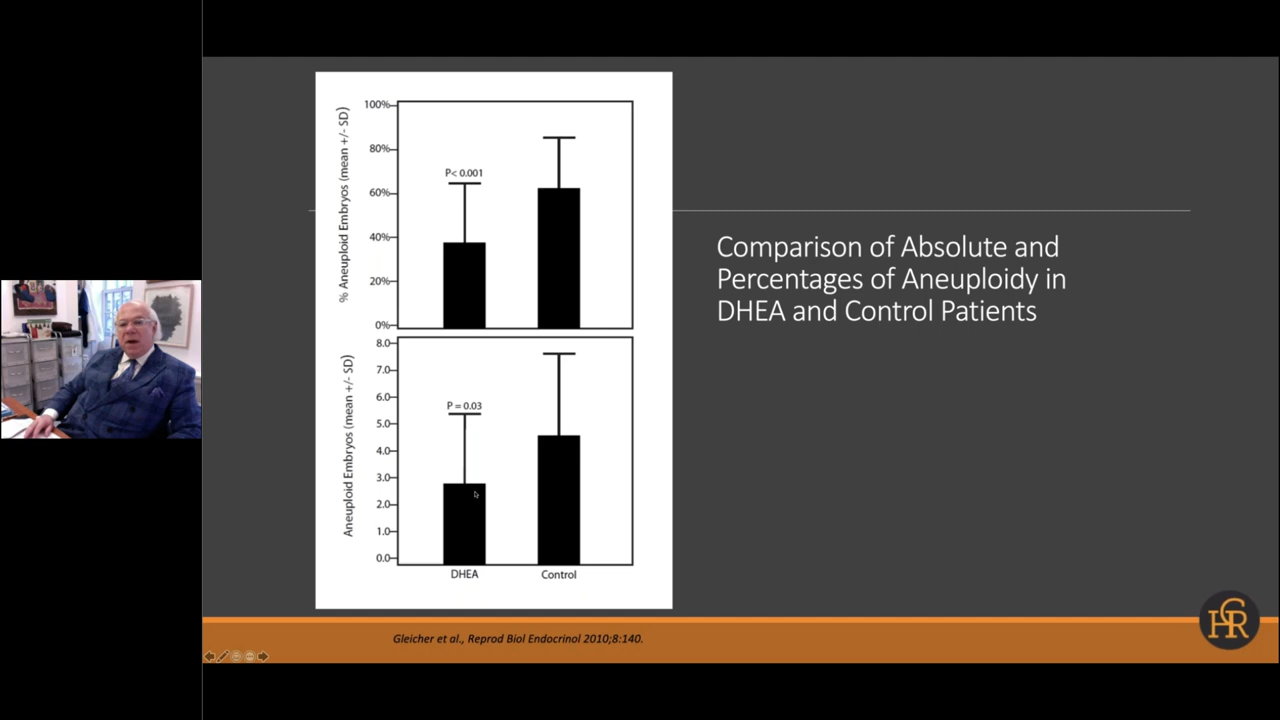 % Aneuploid Embryos (mean +/- SD)
100%
80%
60%
40%
20%
0%
P< 0.001
Aneuploid Embryos (mean +/- SD)
8.0
7.0
6.0
5.0
4.0
3.0
2.0
1.0
0.0
P = 0.03
DHEA
Control
Comparison of Absolute and
Percentages of Aneuploidy in
DHEA and Control Patients
Gleicher et al., Reprod Biol Endocrinol 2010;8:140.
CHR